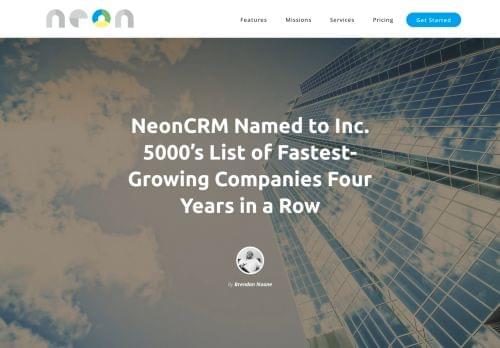 neon
Features Missions Services Pricing Get Started
NeonCRM Named to Inc.
5000’s List of Fastest-
Growing Companies Four
Years in a Row
By Brendan Noone